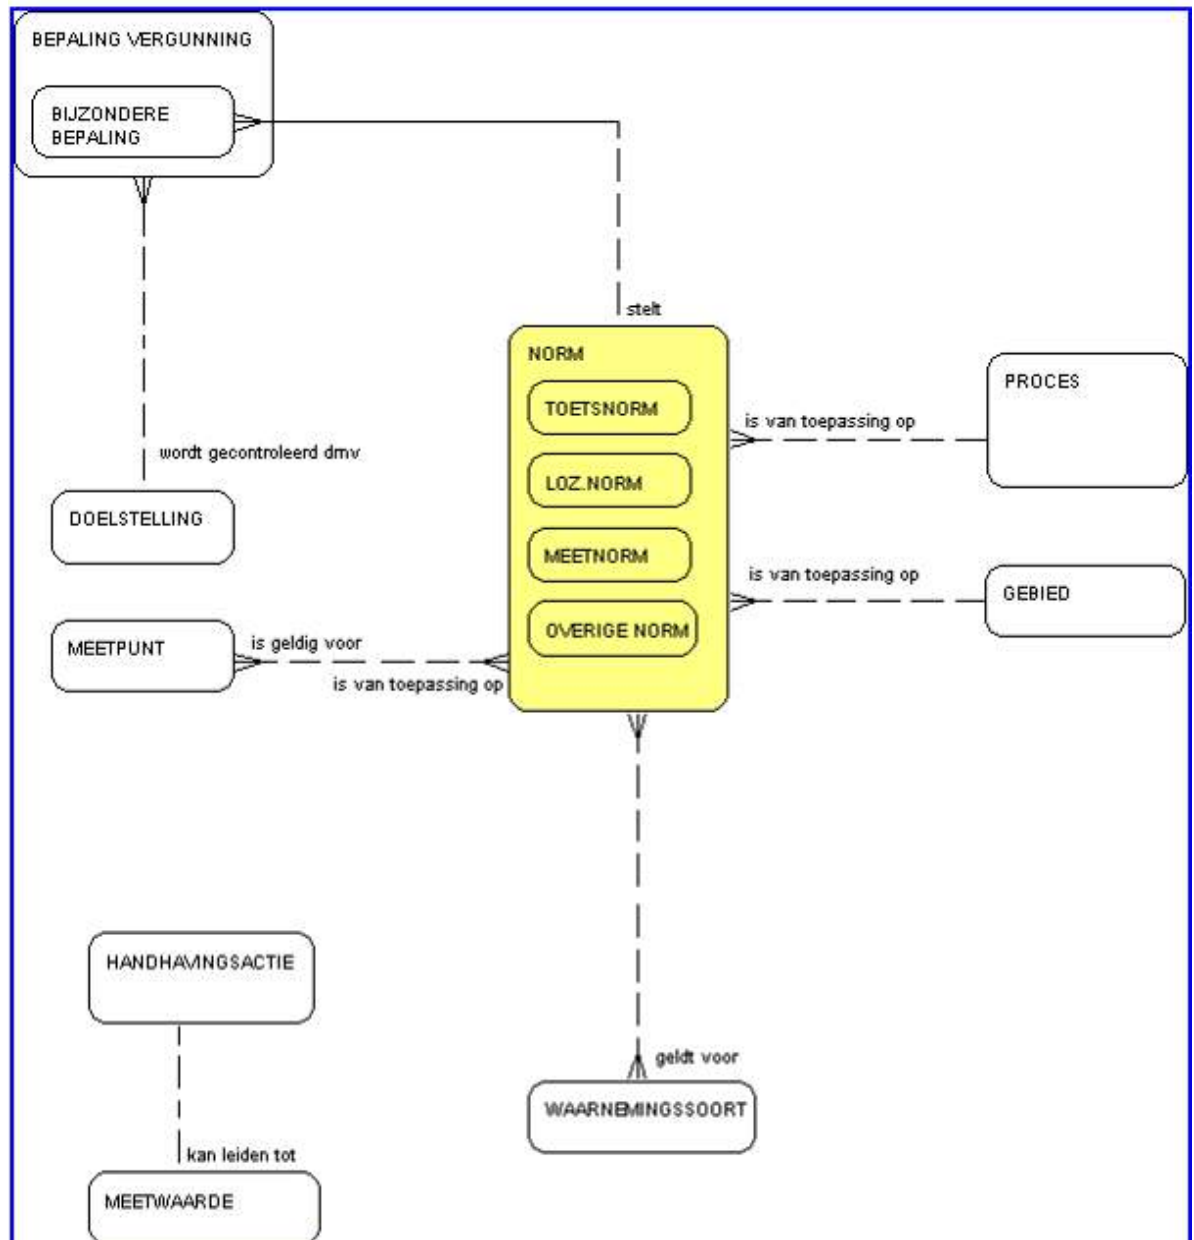 BEPALING VERGUNNING
BIJZONDERE
BEPALING
stelt
NORM
TOETSNORM
LOZ.NORM
MEETNORM
OVERIGE NORM
PROCES
is van toepassing op
wordt gecontroleerd dmv
DOELSTELLING
is van toepassing op
GEBIED
MEETPUNT
is geldig voor
is van toepassing op
HANDHAVINGSACTIE
geldt voor
WAARNEMINGSSOORT
kan leiden tot
MEETWAARDE